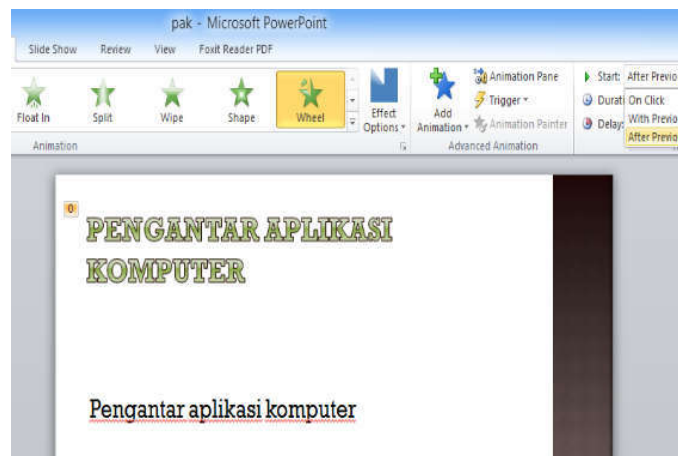 pak - Microsoft PowerPoint
Slide Show Review View Foxit Reader PDF
Float In Split Wipe Shape Wheel
Effect Options
Add Animation
Animation Pane
Trigger
Animation Painter
Start: After Previo
Durati
Delay:
On Click
With Previo
After Previo
Animation
Advanced Animation
0
PENGANTAR APLIKASI
KOMPUTER
Pengantar aplikasi komputer